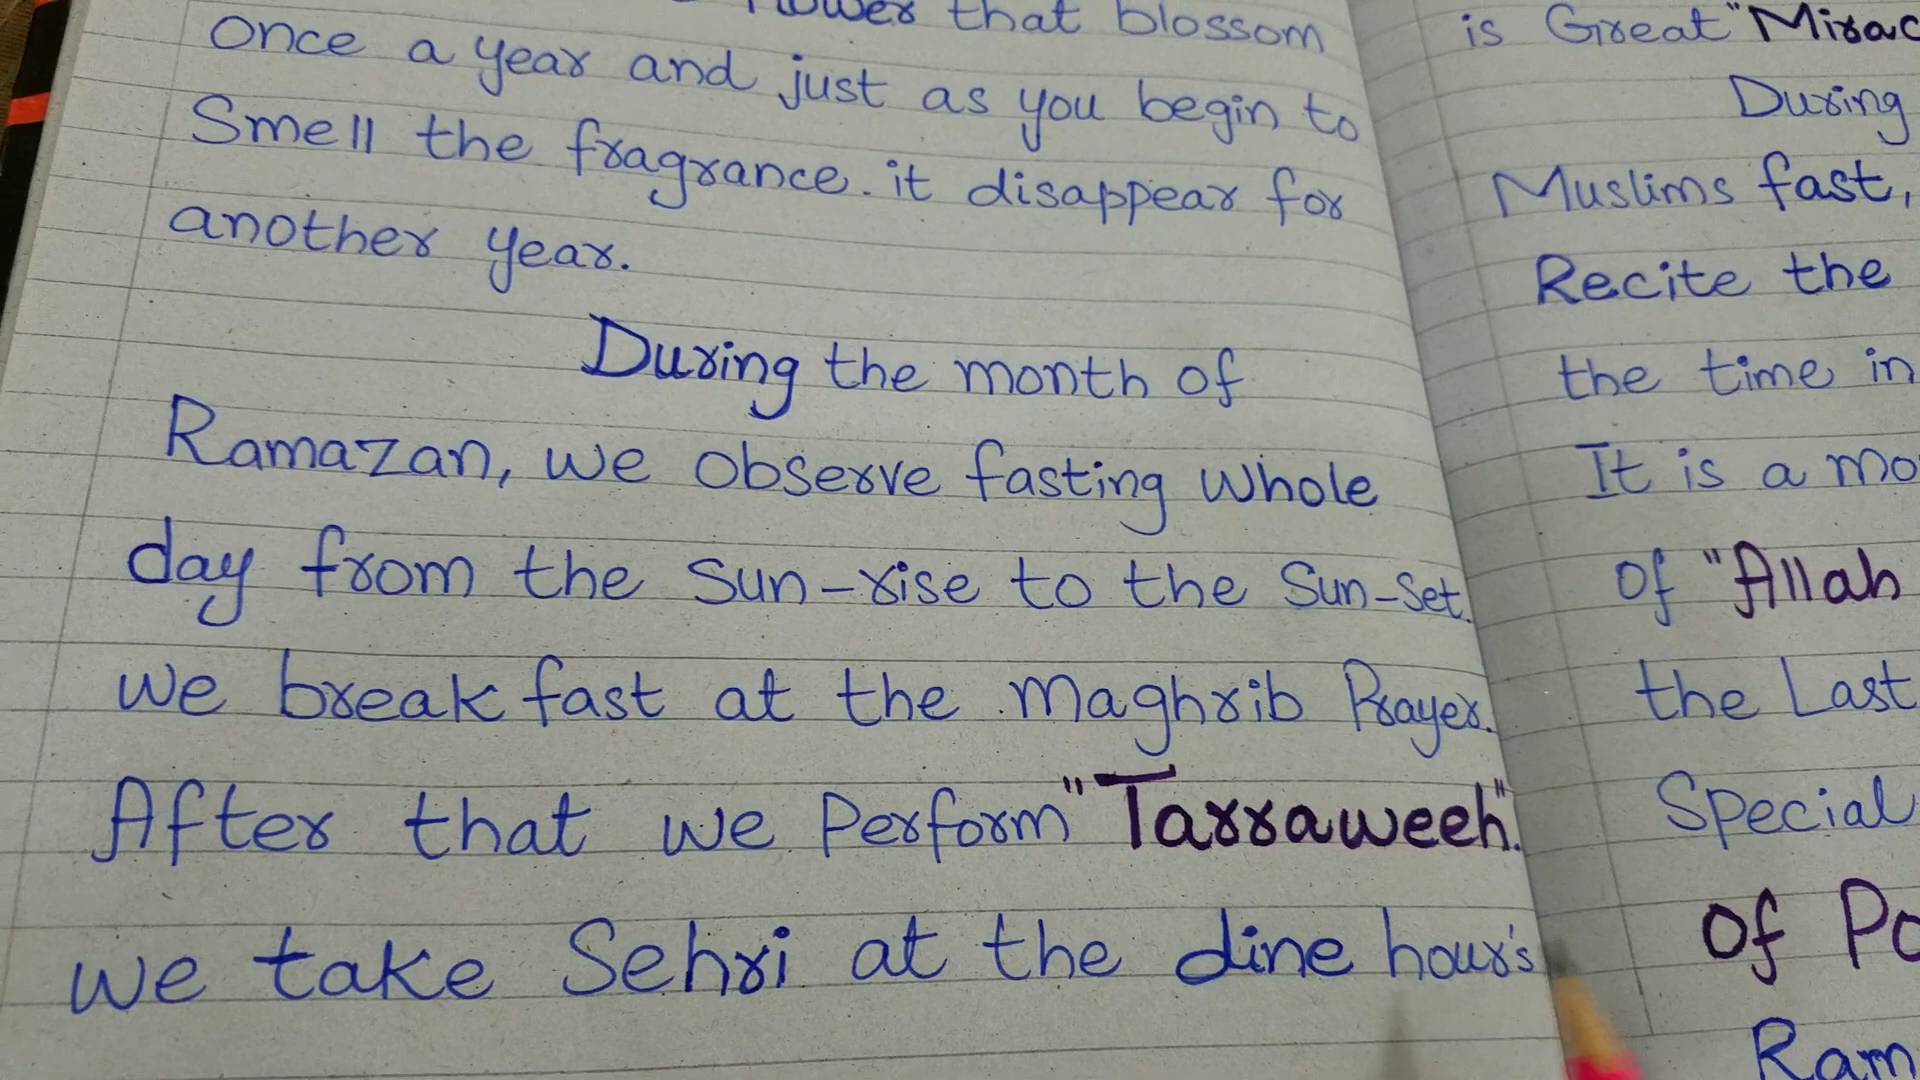 flower that blossom
once a year and just as you begin to
Smell the fragrance. it disappear for
another year.
During the month of
Ramazan, we observe fasting whole
day from the Sun-rise to the Sun-Set.
we break fast at the Maghrib Prayer.
After that we Perform "Tarraweeh".
we take Sehri at the dine hour's
is Great "Mirac
During
Muslims fast,
Recite the
the time in
It is a mo
of "Allah
the Last
Special
of Po
Ram